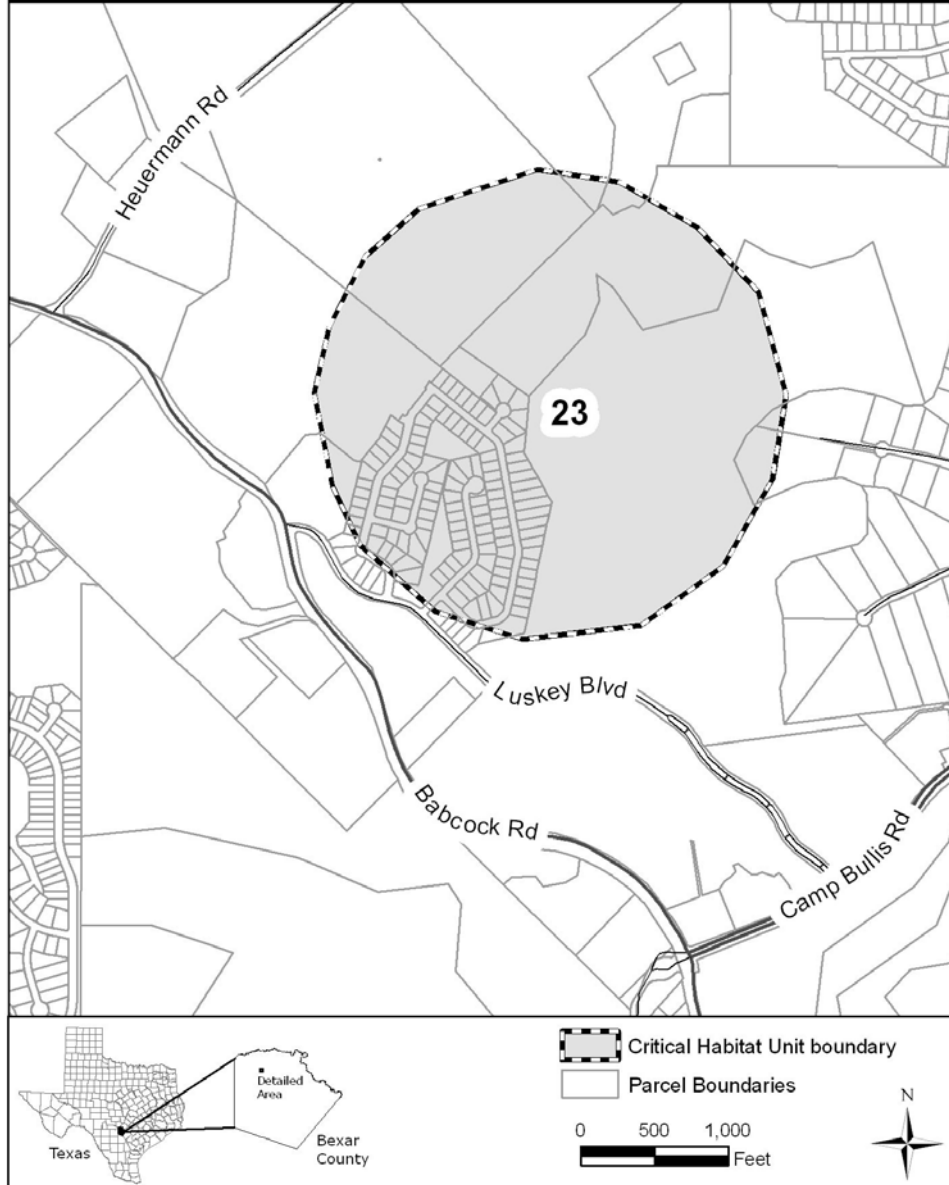 Heuermann Rd
23
Luskey Blvd
Babcock Rd
Camp Bullis Rd
Detailed
Area
Texas
Bexar
County
Critical Habitat Unit boundary
Parcel Boundaries
0 500 1,000
Feet
N